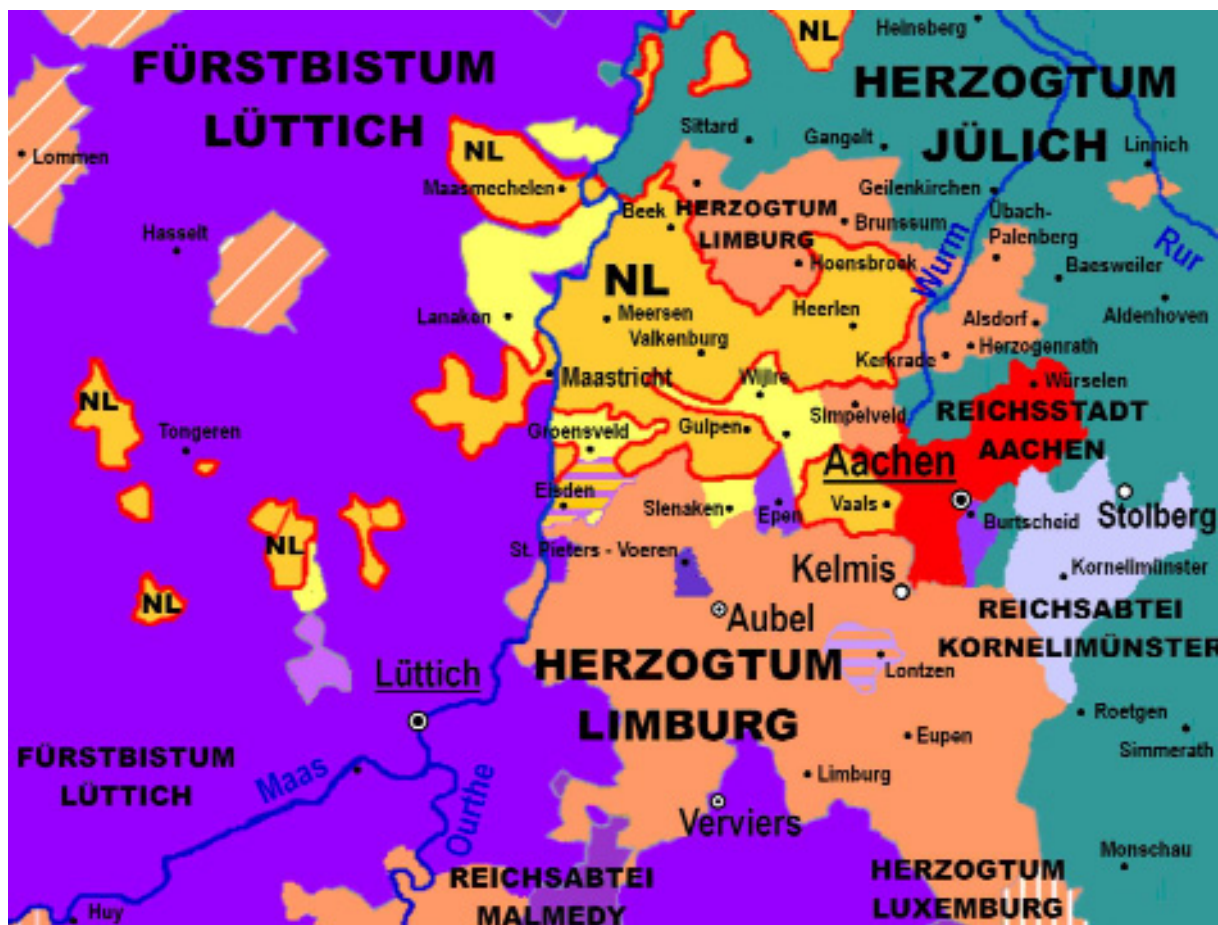 FÜRSTBISTUM
LÜTTICH
NL
Heinsberg
HERZOGTUM
JÜLICH
Sittard
Gangelt
Linnich
Lommen
NL
Maasmechelen
Geilenkirchen
Beek
HERZOGTUM
LIMBURG
Brunssum
Übach-
Palenberg
Hasselt
Hoensbroek
Wurm
Rur
Baesweiler
NL
Lanaken
Meersen
Heerlen
Valkenburg
Alsdorf
Aldenhoven
Kerkrade
Herzogenrath
Maastricht
Wijlre
Würselen
NL
Simpelveld
REICHSSTADT
AACHEN
Tongeren
Groensveld
Gulpen
Aachen
Eisden
Slenaken
Epen
Vaals
Burtscheid
Stolberg
NL
St. Pieters - Voeren
Kelmis
Kornelimünster
NL
Aubel
REICHSABTEI
KORNELIMÜNSTER
HERZOGTUM
LIMBURG
Lontzen
Lüttich
Roetgen
Eupen
Simmerath
FÜRSTBISTUM
LÜTTICH
Maas
Limburg
Ourthe
Verviers
Monschau
REICHSABTEI
MALMEDY
HERZOGTUM
LUXEMBURG
Huy